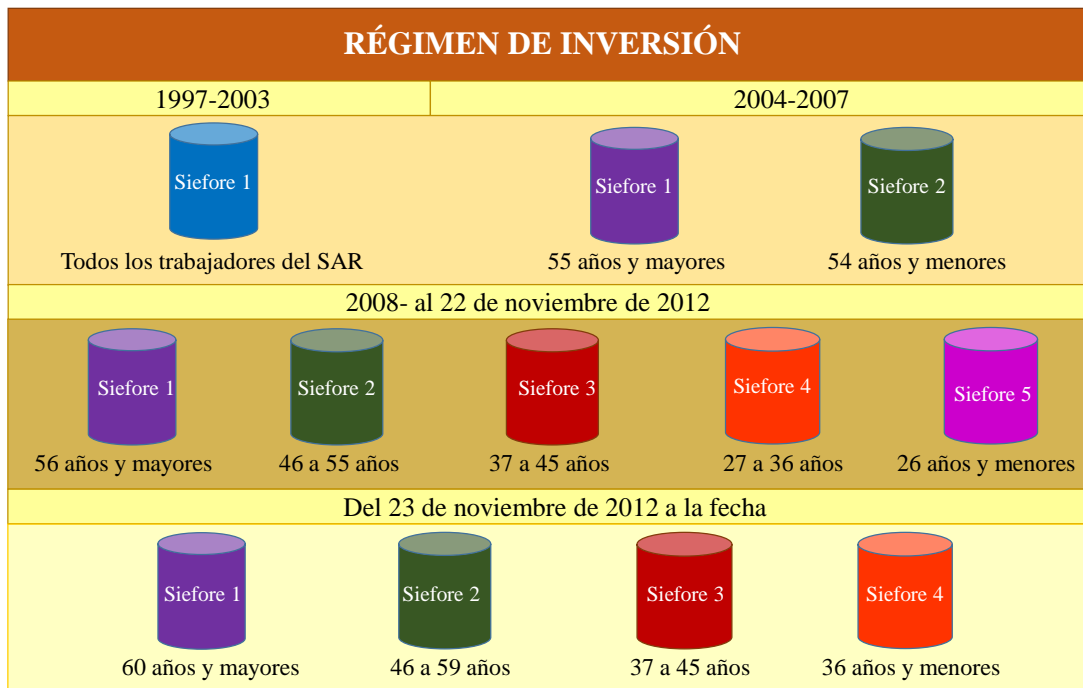 RÉGIMEN DE INVERSIÓN
1997-2003
2004-2007
Siefore 1
Siefore 1
Siefore 2
Todos los trabajadores del SAR
55 años y mayores
54 años y menores
2008- al 22 de noviembre de 2012
Siefore 1
Siefore 2
Siefore 3
Siefore 4
Siefore 5
56 años y mayores
46 a 55 años
37 a 45 años
27 a 36 años
26 años y menores
Del 23 de noviembre de 2012 a la fecha
Siefore 1
Siefore 2
Siefore 3
Siefore 4
60 años y mayores
46 a 59 años
37 a 45 años
36 años y menores